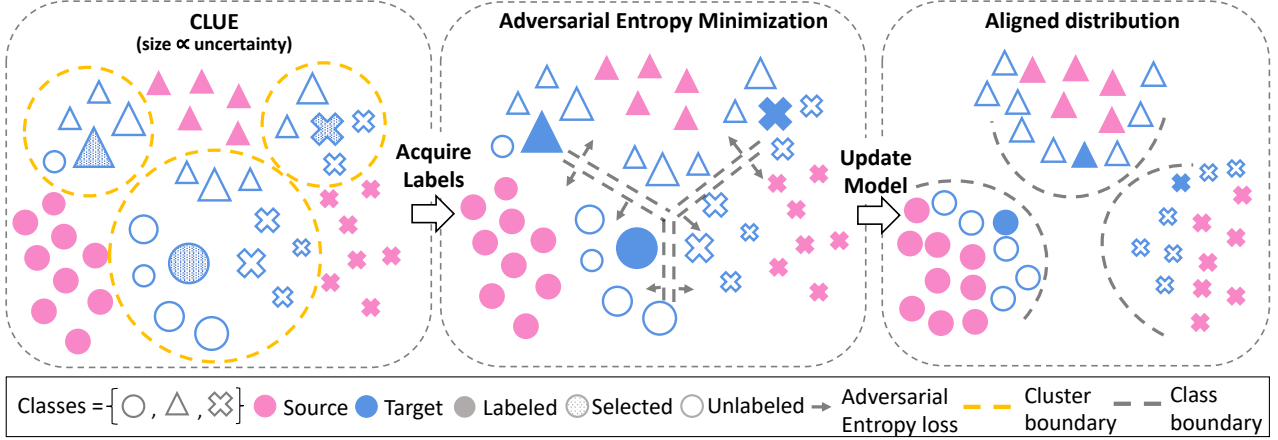 CLUE
(size ∝ uncertainty)
Adversarial Entropy Minimization
Aligned distribution
Acquire
Labels
Update
Model
Classes = { , , }
Source
Target
Labeled
Selected
Unlabeled
Adversarial
Entropy loss
Cluster
boundary
Class
boundary